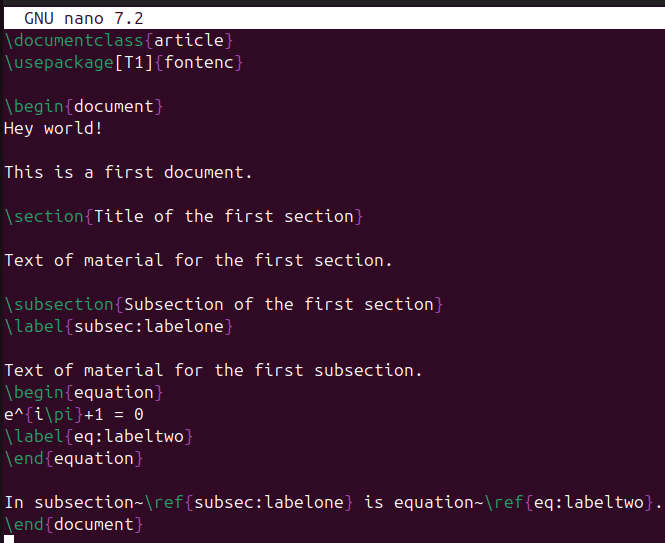 GNU nano 7.2
\documentclass{article}
\usepackage[T1]{fontenc}
\begin{document}
Hey world!
This is a first document.
\section{Title of the first section}
Text of material for the first section.
\subsection{Subsection of the first section}
\label{subsec:labelone}
Text of material for the first subsection.
\begin{equation}
e^{i\pi}+1 = 0
\label{eq:labeltwo}
\end{equation}
In subsection~\ref{subsec:labelone} is equation~\ref{eq:labeltwo}.
\end{document}